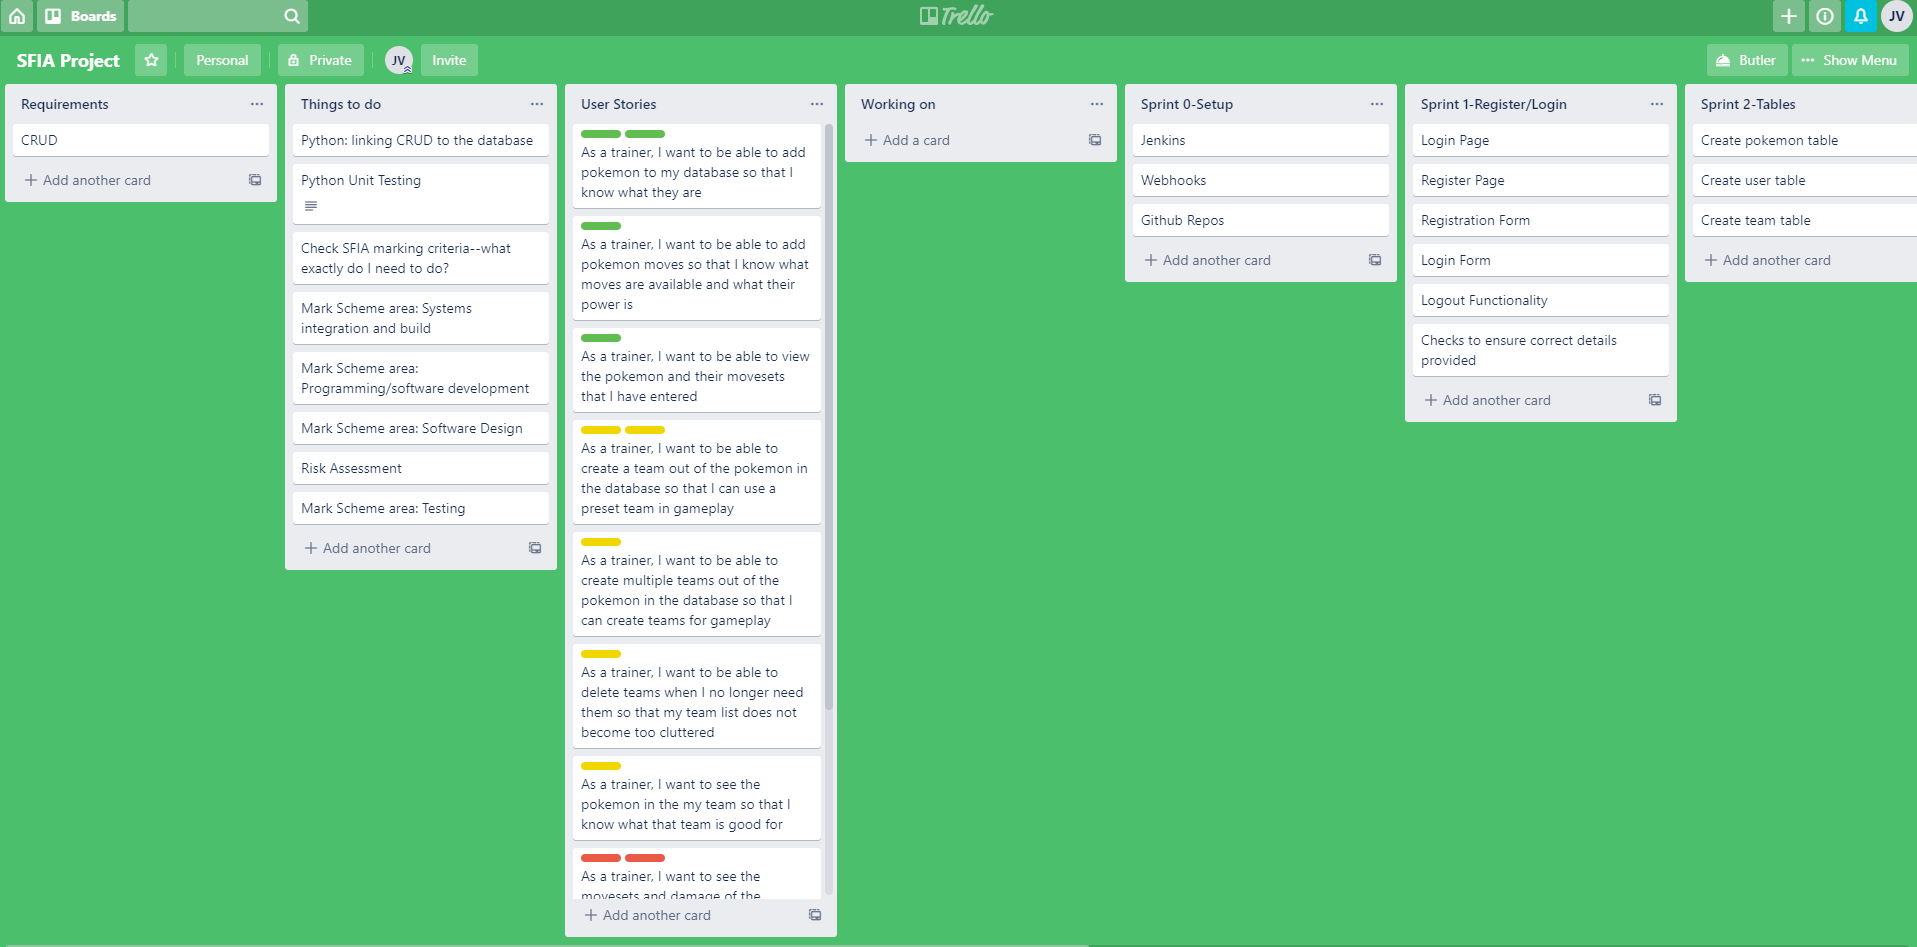 Boards
Trello
JV
SFIA Project
Personal
Private
JV
Invite
Butler
Show Menu
Requirements
CRUD
Add another card
Things to do
Python: linking CRUD to the database
Python Unit Testing
Check SFIA marking criteria--what
exactly do I need to do?
Mark Scheme area: Systems
integration and build
Mark Scheme area:
Programming/software development
Mark Scheme area: Software Design
Risk Assessment
Mark Scheme area: Testing
Add another card
User Stories
As a trainer, I want to be able to add
pokemon to my database so that I
know what they are
As a trainer, I want to be able to add
pokemon moves so that I know what
moves are available and what their
power is
As a trainer, I want to be able to view
the pokemon and their movesets
that I have entered
As a trainer, I want to be able to
create a team out of the pokemon in
the database so that I can use a
preset team in gameplay
As a trainer, I want to be able to
create multiple teams out of the
pokemon in the database so that I
can create teams for gameplay
As a trainer, I want to be able to
delete teams when I no longer need
them so that my team list does not
become too cluttered
As a trainer, I want to see the
pokemon in the my team so that I
know what that team is good for
As a trainer, I want to see the
movesets and damage of the
Add another card
Working on
Add a card
Sprint 0-Setup
Jenkins
Webhooks
Github Repos
Add another card
Sprint 1-Register/Login
Login Page
Register Page
Registration Form
Login Form
Logout Functionality
Checks to ensure correct details
provided
Add another card
Sprint 2-Tables
Create pokemon table
Create user table
Create team table
Add another card